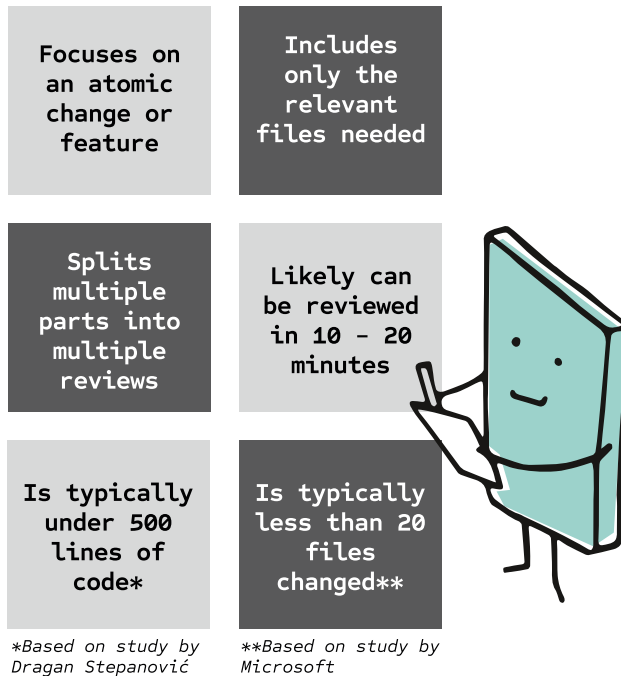 Focuses on
an atomic
change or
feature
Includes
only the
relevant
files needed
Splits
multiple
parts into
multiple
reviews
Likely can
be reviewed
in 10 – 20
minutes
Is typically
under 500
lines of
code*
Is typically
less than 20
files
changed**
*Based on study by
Dragan Stepanović
**Based on study by
Microsoft